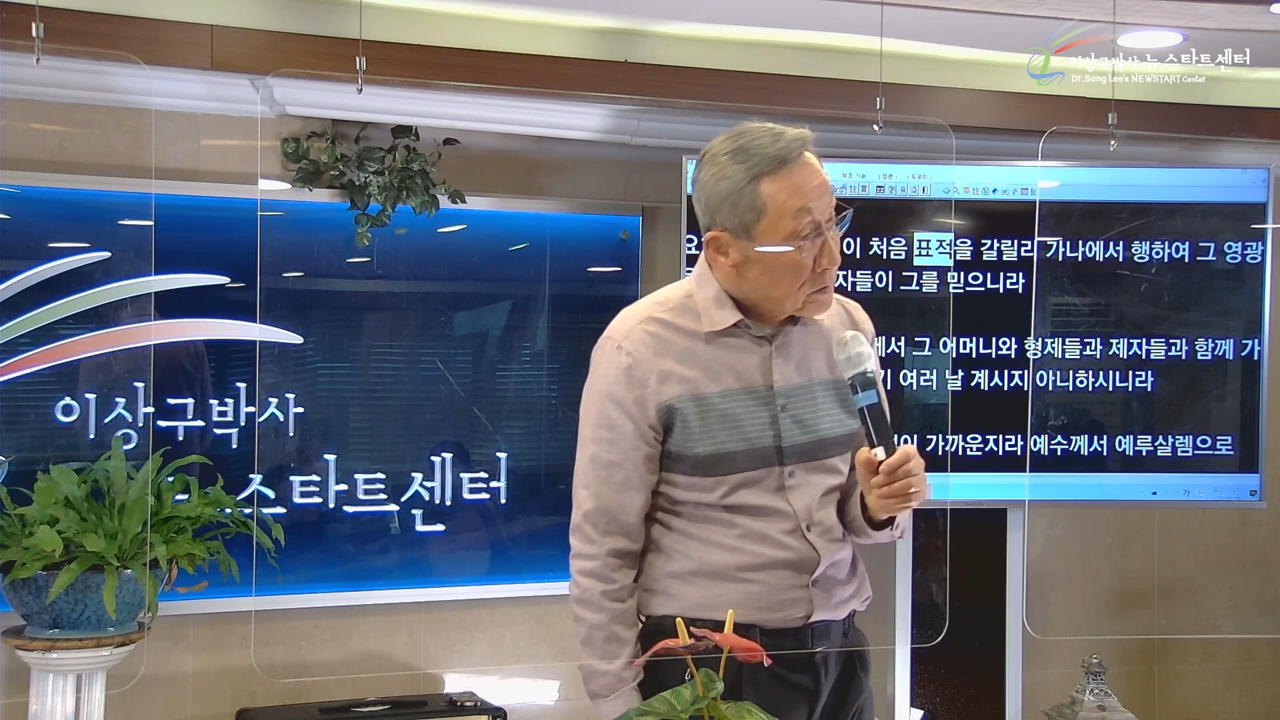 이상구박사 뉴 스타트센터
Dr. Sang Lee's NEWSTART Center
이상구박사
스타트센터
이 처음 표적을 갈릴리 가나에서 행하여 그 영광
자들이 그를 믿으니라
에서 그 어머니와 형제들과 제자들과 함께 가
여러 날 계시지 아니하시니라
가까운지라 예수께서 예루살렘으로